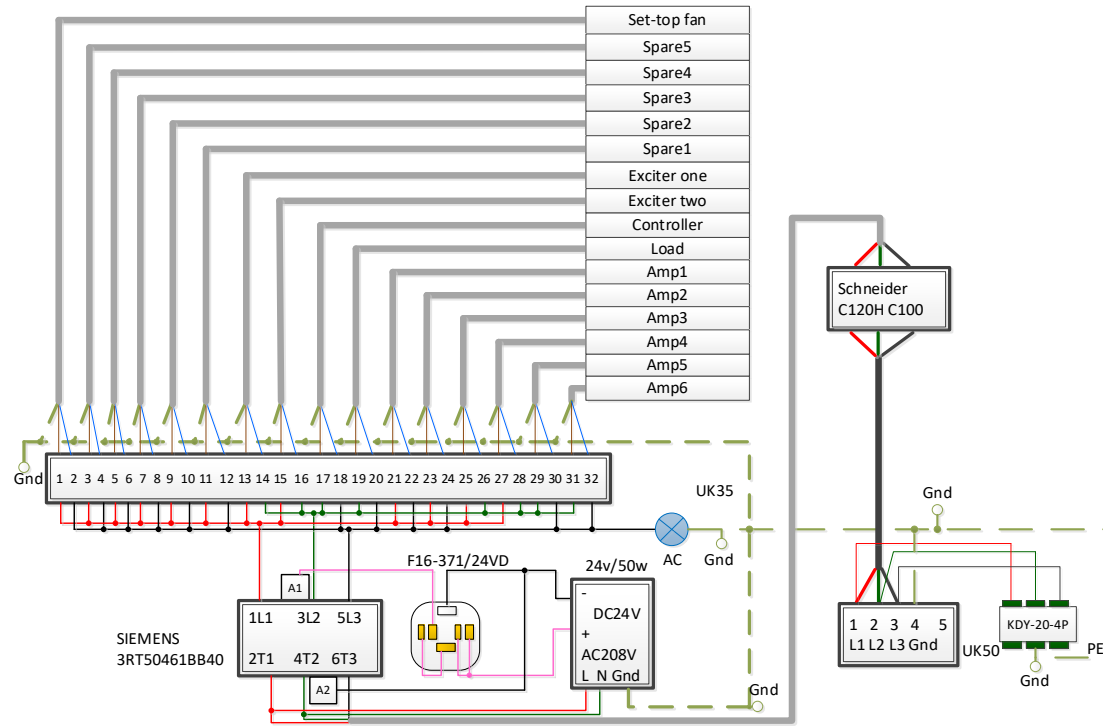 Set-top fan
Spare5
Spare4
Spare3
Spare2
Spare1
Exciter one
Exciter two
Controller
Load
Amp1
Amp2
Amp3
Amp4
Amp5
Amp6
Schneider
C120H C100
Gnd
1 2 3 4 5 6 7 8 9 10 11 12 13 14 15 16 17 18 19 20 21 22 23 24 25 26 27 28 29 30 31 32
UK35
Gnd
AC
Gnd
F16-371/24VD
24v/50w
A1
1L1 3L2 5L3
2T1 4T2 6T3
A2
SIEMENS
3RT50461BB40
-
DC24V
+
AC208V
L N Gnd
Gnd
1 2 3 4 5
L1 L2 L3 Gnd
UK50
KDY-20-4P
PE
Gnd